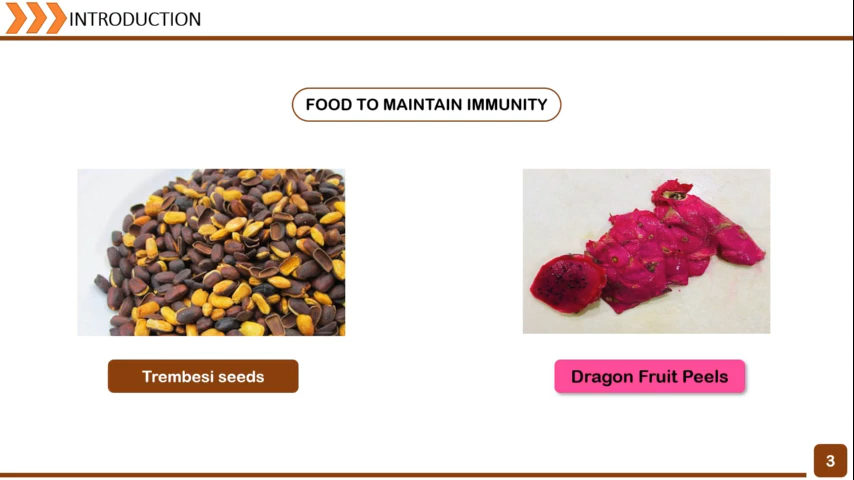 INTRODUCTION
FOOD TO MAINTAIN IMMUNITY
Trembesi seeds
Dragon Fruit Peels
3